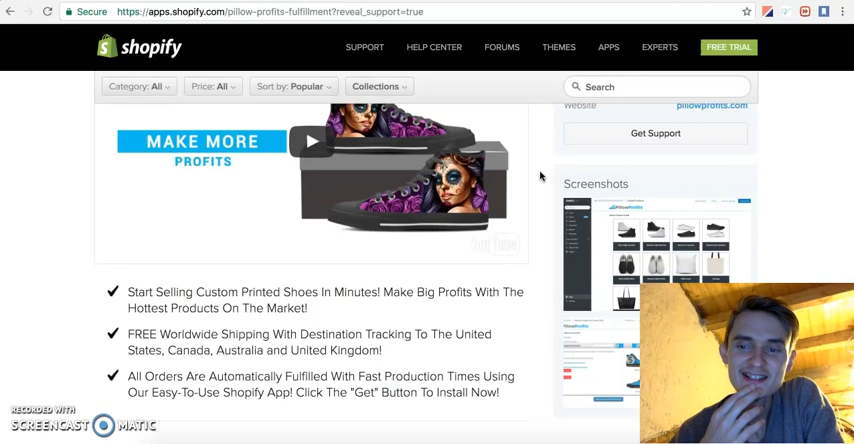 Secure https://apps.shopify.com/pillow-profits-fulfillment?reveal_support=true
shopify
SUPPORT HELP CENTER FORUMS THEMES APPS EXPERTS FREE TRIAL
Category: All Price: All Sort by: Popular Collections Search
Website pillowprofits.com
MAKE MORE
PROFITS
Get Support
YouTube
Screenshots
PillowProfits
Start Selling Custom Printed Shoes In Minutes! Make Big Profits With The
Hottest Products On The Market!
FREE Worldwide Shipping With Destination Tracking To The United
States, Canada, Australia and United Kingdom!
All Orders Are Automatically Fulfilled With Fast Production Times Using
Our Easy-To-Use Shopify App! Click The "Get" Button To Install Now!
RECORDED WITH
SCREENCAST MATIC